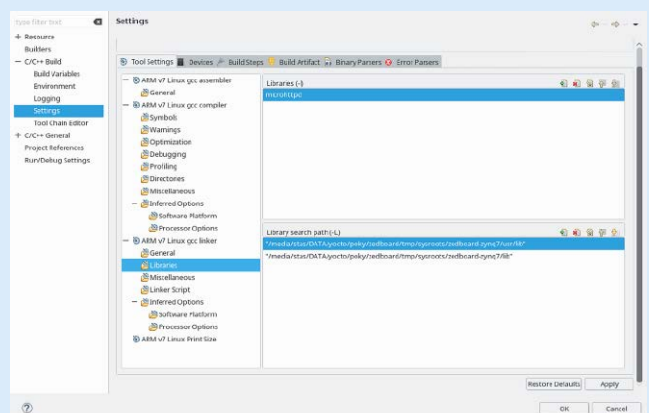 type filter text
Settings
Resource
Builders
C/C++ Build
Build Variables
Environment
Logging
Settings
Tool Chain Editor
C/C++ General
Project References
Run/Debug Settings
Tool Settings Devices Build Steps Build Artifact Binary Parsers Error Parsers
ARM v7 Linux gcc assembler
General
ARM v7 Linux gcc compiler
Symbols
Warnings
Optimization
Debugging
Profiling
Directories
Miscellaneous
Inferred Options
Software Platform
Processor Options
ARM v7 Linux gcc linker
General
Libraries
Miscellaneous
Linker Script
Inferred Options
Software Platform
Processor Options
ARM v7 Linux Print Size
Libraries (-l)
microhttpd
Library search path (-L)
"/media/stas/DATA/yocto/poky/zedboard/tmp/sysroots/zedboard-zynq7/usr/lib"
"/media/stas/DATA/yocto/poky/zedboard/tmp/sysroots/zedboard-zynq7/lib"
Restore Defaults Apply
OK Cancel